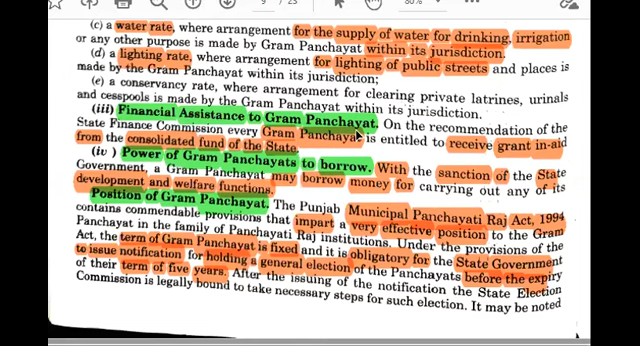 9 / 23
80%
(c) a water rate, where arrangement for the supply of water for drinking, irrigation
or any other purpose is made by Gram Panchayat within its jurisdiction.
(d) a lighting rate, where arrangement for lighting of public streets and places is
made by the Gram Panchayat within its jurisdiction;
(e) a conservancy rate, where arrangement for clearing private latrines, urinals
and cesspools is made by the Gram Panchayat within its jurisdiction.
(iii) Financial Assistance to Gram Panchayat. On the recommendation of the
State Finance Commission every Gram Panchayat is entitled to receive grant in-aid
from the consolidated fund of the State.
(iv) Power of Gram Panchayats to borrow. With the sanction of the State
Government, a Gram Panchayat may borrow money for carrying out any of its
development and welfare functions.
Position of Gram Panchayat. The Punjab Municipal Panchayati Raj Act, 1994
contains commendable provisions that impart a very effective position to the Gram
Panchayat in the family of Panchayati Raj institutions. Under the provisions of the
Act, the term of Gram Panchayat is fixed and it is obligatory for the State Government
to issue notification for holding a general election of the Panchayats before the expiry
of their term of five years. After the issuing of the notification the State Election
Commission is legally bound to take necessary steps for such election. It may be noted